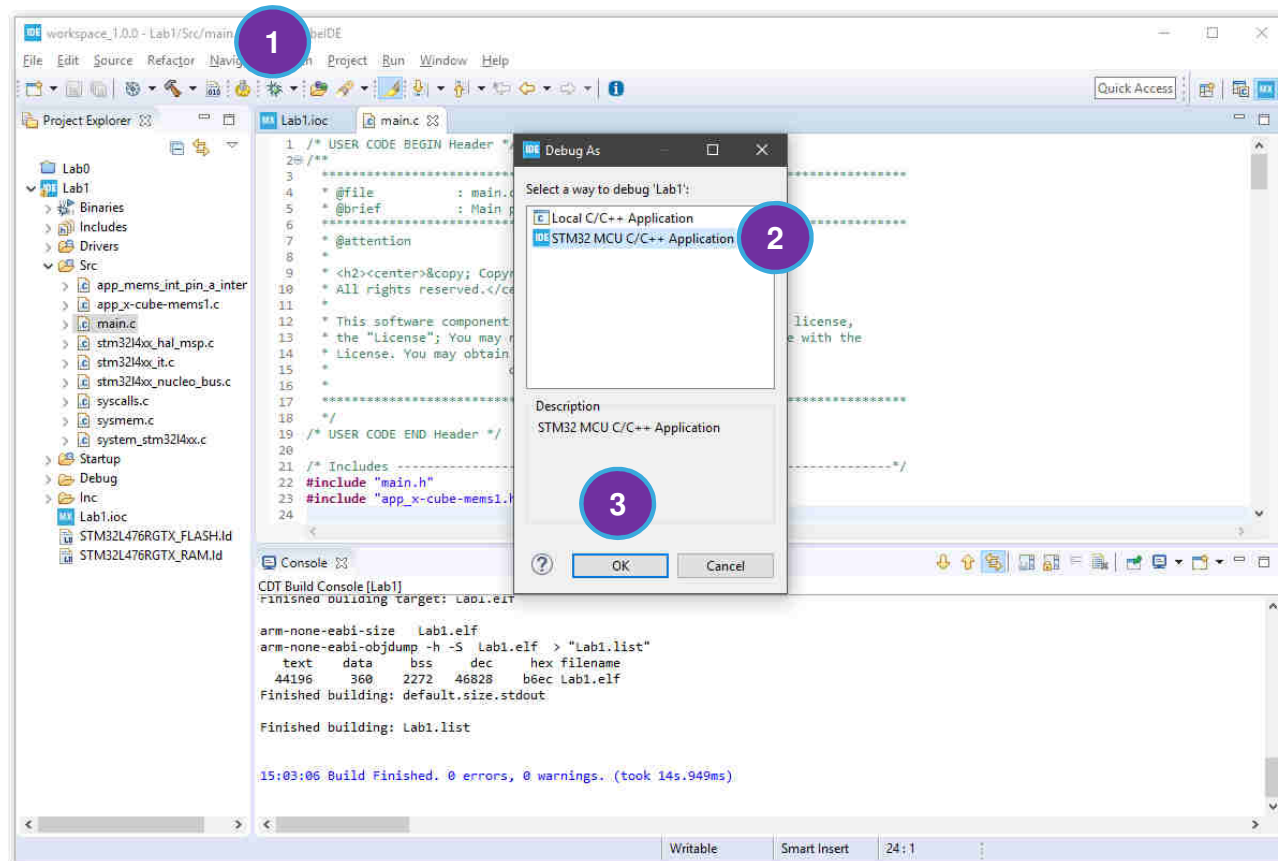 workspace_1.0.0 - Lab1/Src/main beIDE
1
File Edit Source Refactor Navig Project Run Window Help
Quick Access
Project Explorer
Lab1.ioc main.c
Lab0
Lab1
Binaries
Includes
Drivers
Src
app_mems_int_pin_a_inter
app_x-cube-mems1.c
main.c
stm32l4xx_hal_msp.c
stm32l4xx_it.c
stm32l4xx_nucleo_bus.c
syscalls.c
sysmem.c
system_stm32l4xx.c
Startup
Debug
Inc
Lab1.ioc
STM32L476RGTX_FLASH.ld
STM32L476RGTX_RAM.ld
1 /* USER CODE BEGIN Header *
2 /**
3 ******************************
4 * @file : main.c
5 * @brief : Main p
6 ******************************
7 * @attention
8 *
9 * <h2><center>&copy; Copyr
10 * All rights reserved.</ce
11 *
12 * This software component license,
13 * the "License"; You may n e with the
14 * License. You may obtain
15 *
16 *
17 ******************************
18 */
19 /* USER CODE END Header */
20
21 /* Includes ------------------*/
22 #include "main.h"
23 #include "app_x-cube-mems1.h
24
Debug As
Select a way to debug 'Lab1':
Local C/C++ Application
STM32 MCU C/C++ Application
2
Description
STM32 MCU C/C++ Application
3
OK Cancel
Console
CDT Build Console [Lab1]
Finished building target: Lab1.elf
arm-none-eabi-size Lab1.elf
arm-none-eabi-objdump -h -S Lab1.elf > "Lab1.list"
text data bss dec hex filename
44196 360 2272 46828 b6ec Lab1.elf
Finished building: default.size.stdout
Finished building: Lab1.list
15:03:06 Build Finished. 0 errors, 0 warnings. (took 14s.949ms)
Writable Smart Insert 24 : 1